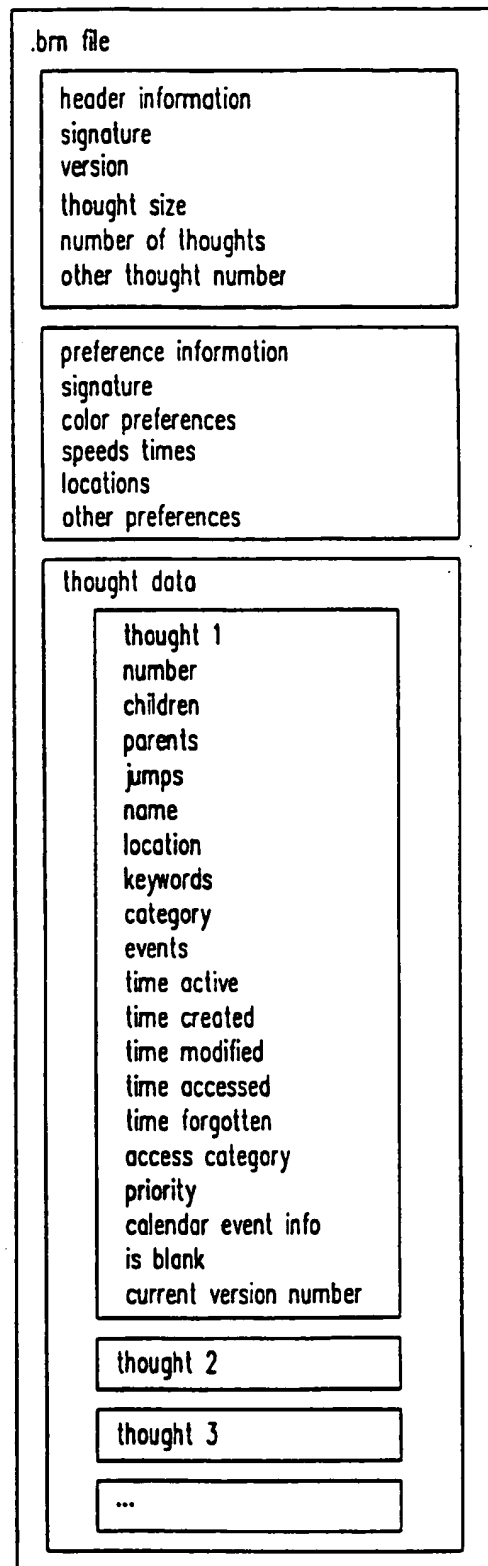 .brn file
header information
signature
version
thought size
number of thoughts
other thought number
preference information
signature
color preferences
speeds times
locations
other preferences
thought data
thought 1
number
children
parents
jumps
name
location
keywords
category
events
time active
time created
time modified
time accessed
time forgotten
access category
priority
calendar event info
is blank
current version number
thought 2
thought 3
...